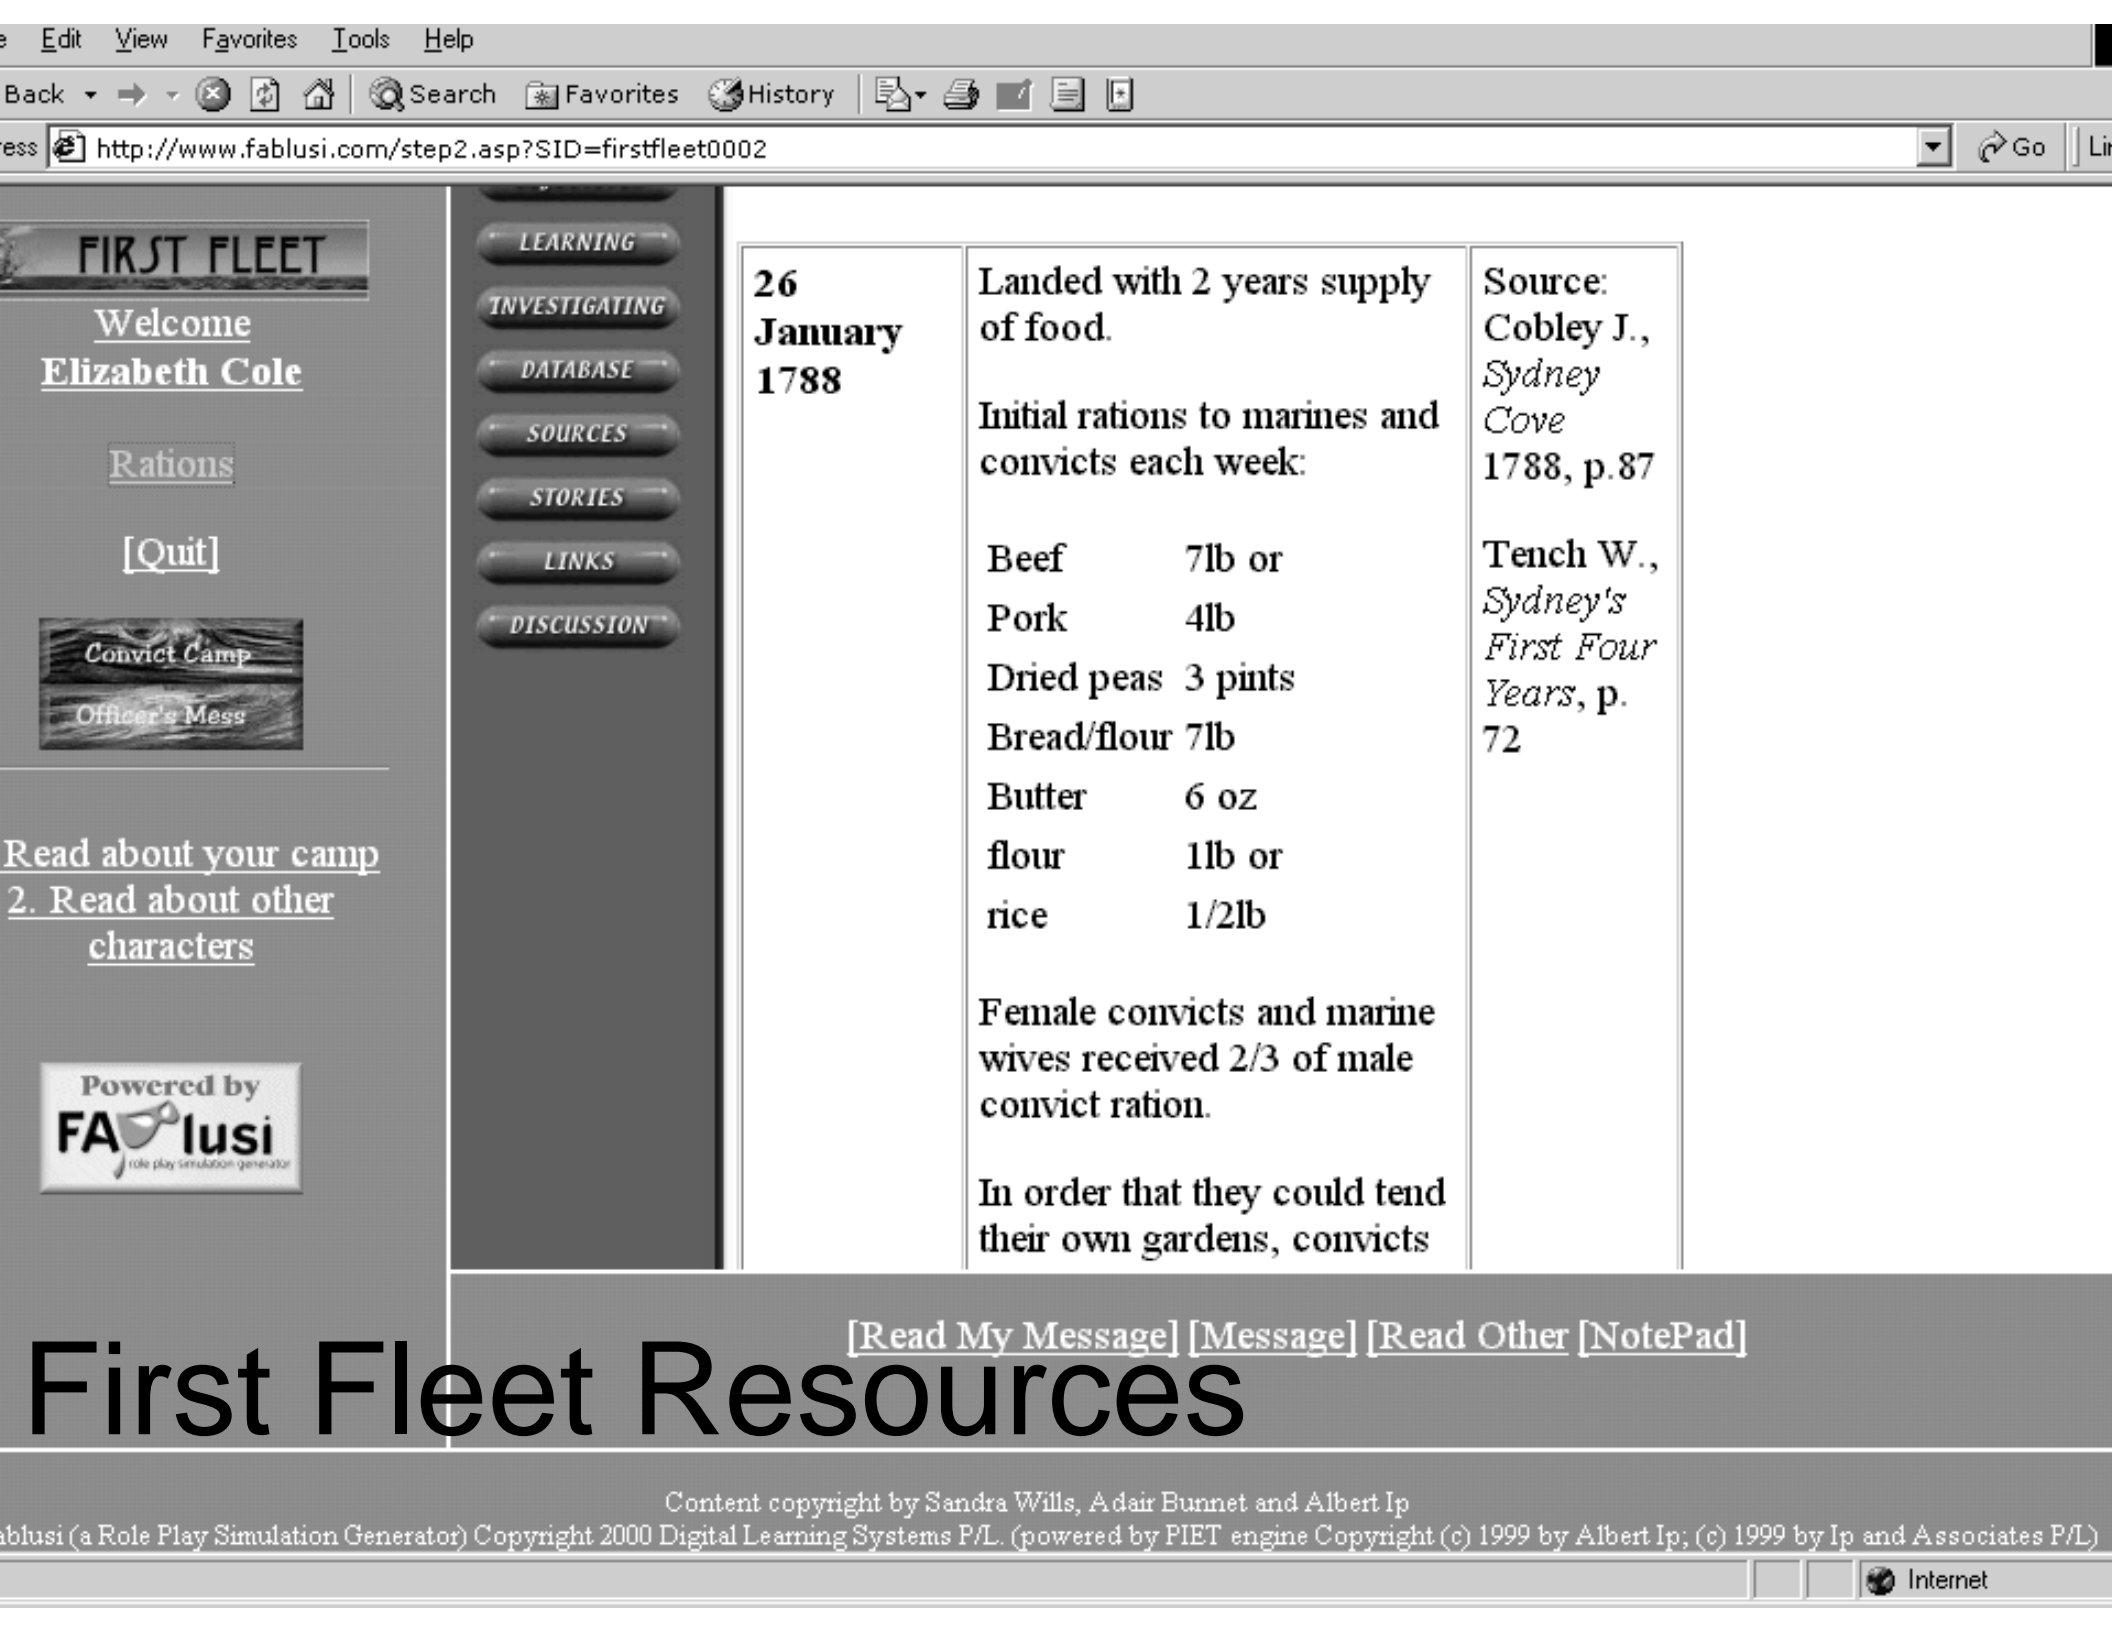 Edit View Favorites Tools Help
Back Search Favorites History
http://www.fablusi.com/step2.asp?SID=firstfleet0002 Go
FIRST FLEET
Welcome
Elizabeth Cole
Rations
[Quit]
Convict Camp
Officer's Mess
Read about your camp
2. Read about other
characters
Powered by
FAblusi
role play simulation generator
LEARNING
INVESTIGATING
DATABASE
SOURCES
STORIES
LINKS
DISCUSSION
26
January
1788
Landed with 2 years supply
of food.
Initial rations to marines and
convicts each week:
Beef 7lb or
Pork 4lb
Dried peas 3 pints
Bread/flour 7lb
Butter 6 oz
flour 1lb or
rice 1/2lb
Female convicts and marine
wives received 2/3 of male
convict ration.
In order that they could tend
their own gardens, convicts
Source:
Cobley J.,
Sydney
Cove
1788, p.87
Tench W.,
Sydney's
First Four
Years, p.
72
[Read My Message] [Message] [Read Other [NotePad]
First Fleet Resources
Content copyright by Sandra Wills, Adair Bunnet and Albert Ip
(a Role Play Simulation Generator) Copyright 2000 Digital Learning Systems P/L. (powered by PIET engine Copyright (c) 1999 by Albert Ip; (c) 1999 by Ip and Associates P/L)
Internet